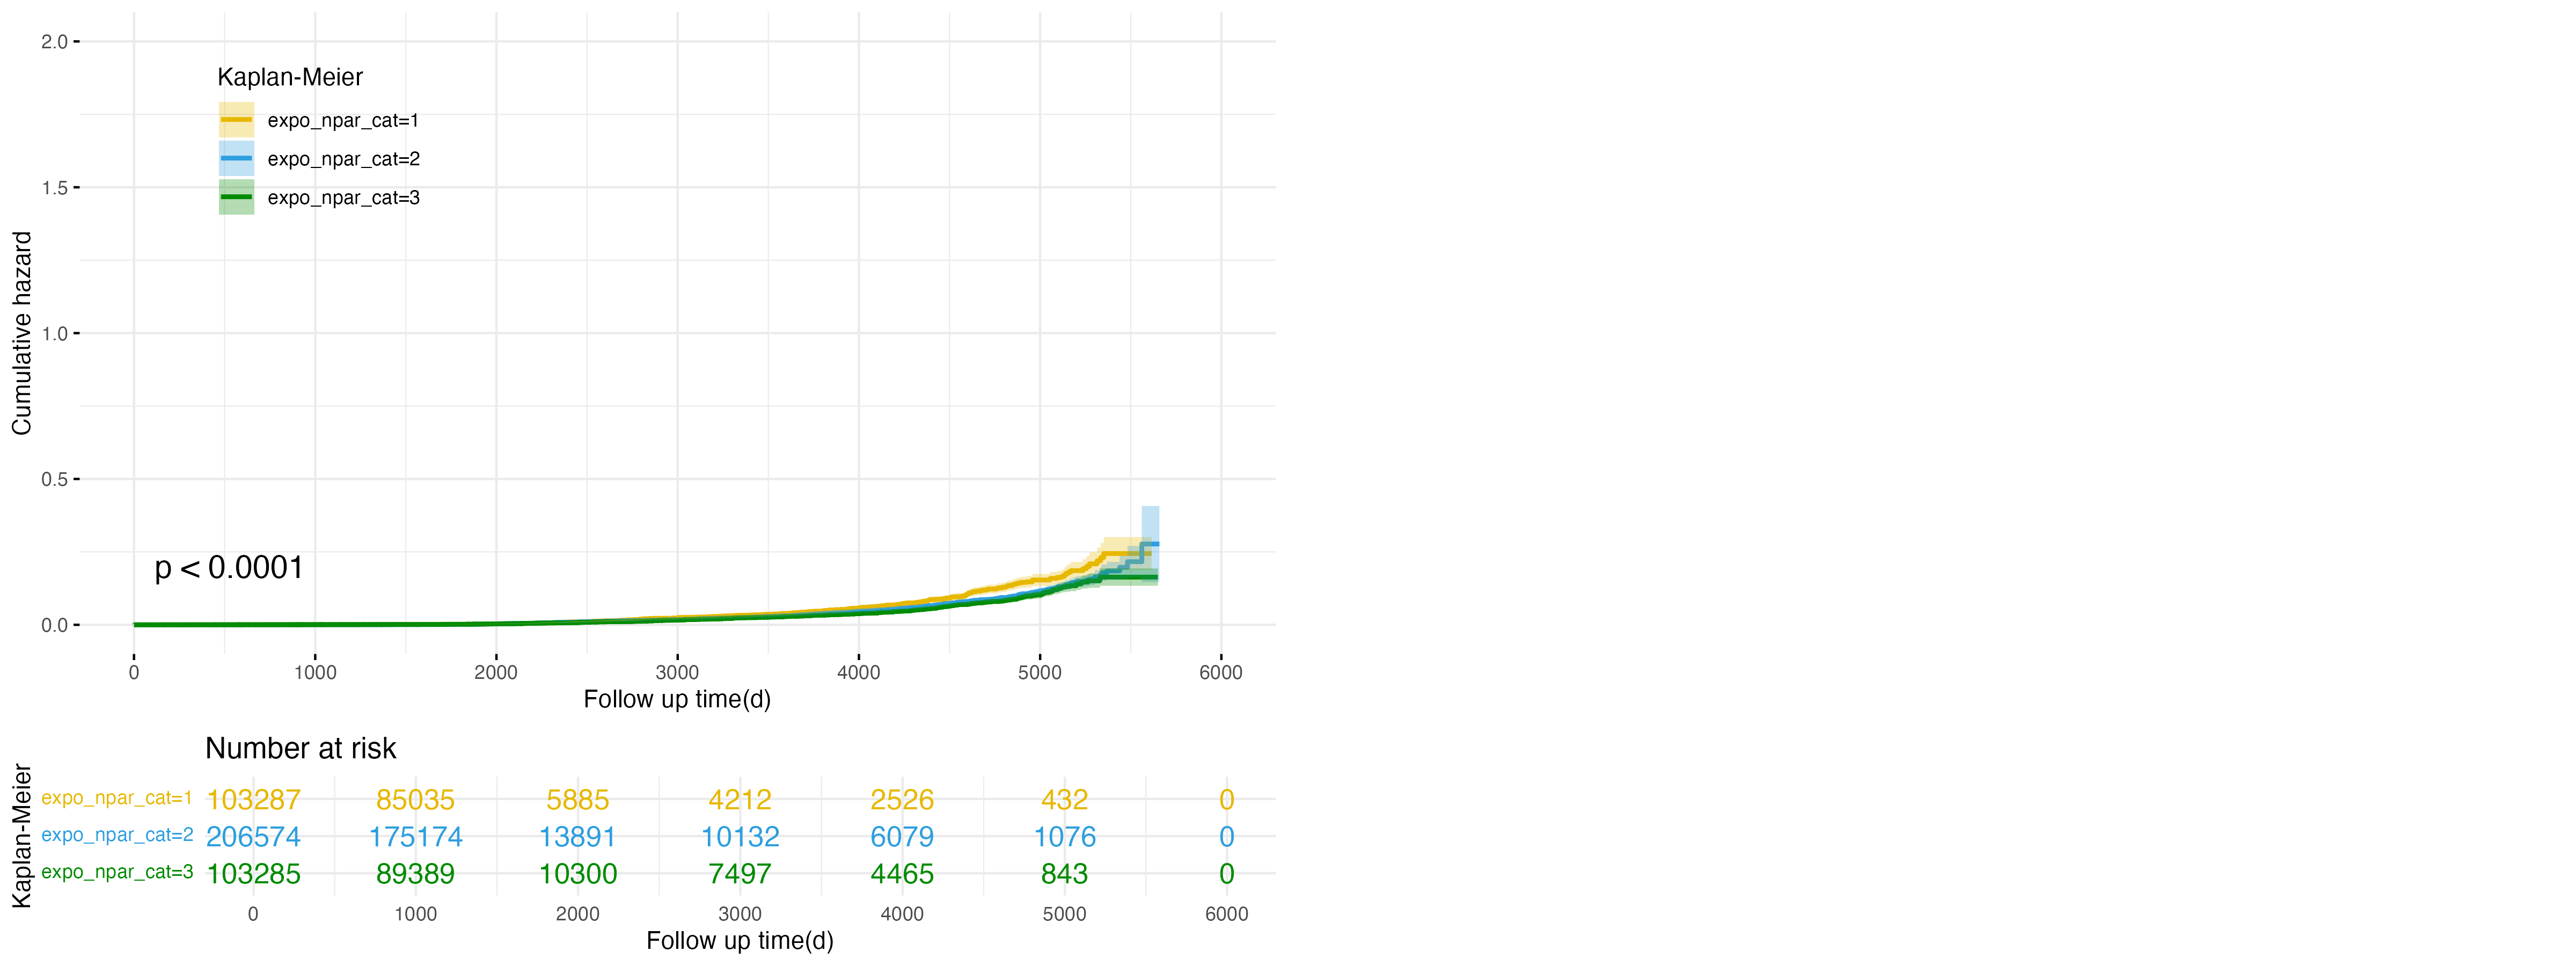 2.0
1.5
1.0
0.5
0.0
Cumulative hazard
Kaplan-Meier
expo_npar_cat=1
expo_npar_cat=2
expo_npar_cat=3
p < 0.0001
0 1000 2000 3000 4000 5000 6000
Follow up time(d)
Number at risk
Kaplan-Meier
expo_npar_cat=1 103287 85035 5885 4212 2526 432 0
expo_npar_cat=2 206574 175174 13891 10132 6079 1076 0
expo_npar_cat=3 103285 89389 10300 7497 4465 843 0
0 1000 2000 3000 4000 5000 6000
Follow up time(d)